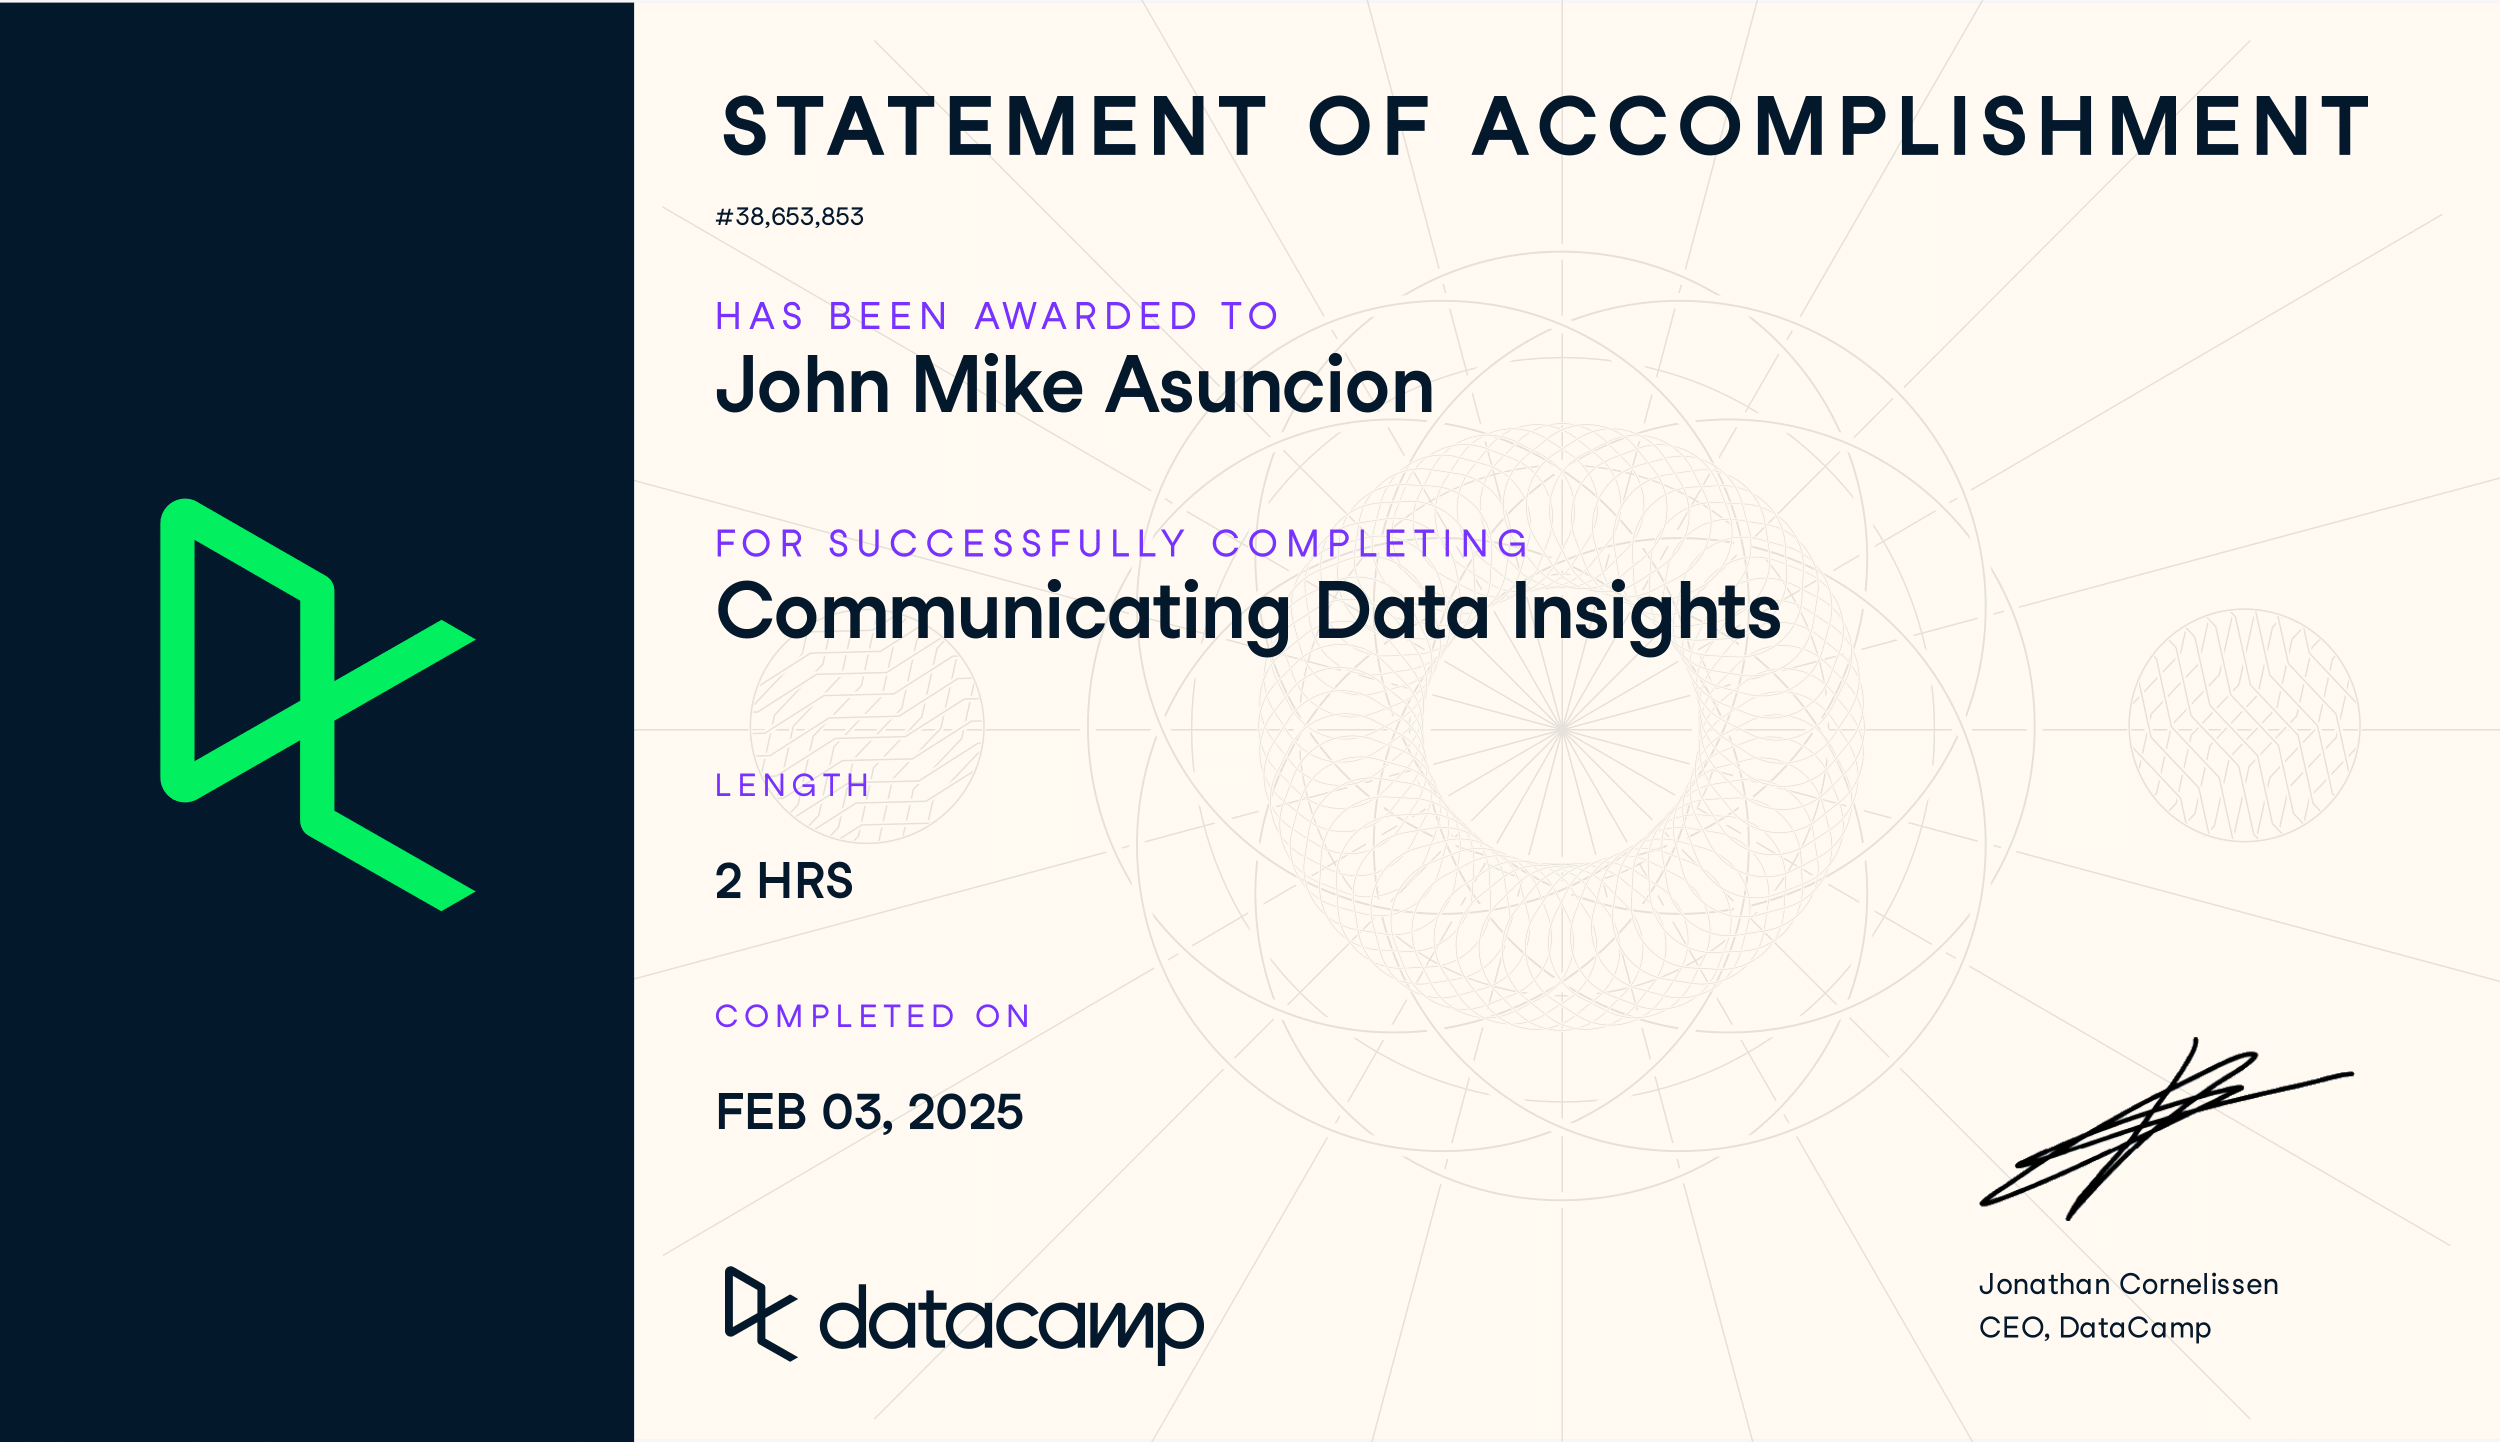 STATEMENT OF ACCOMPLISHMENT
#38,653,853
HAS BEEN AWARDED TO
John Mike Asuncion
FOR SUCCESSFULLY COMPLETING
Communicating Data Insights
LENGTH
2 HRS
COMPLETED ON
FEB 03, 2025
datacamp
Jonathan Cornelissen
CEO, DataCamp